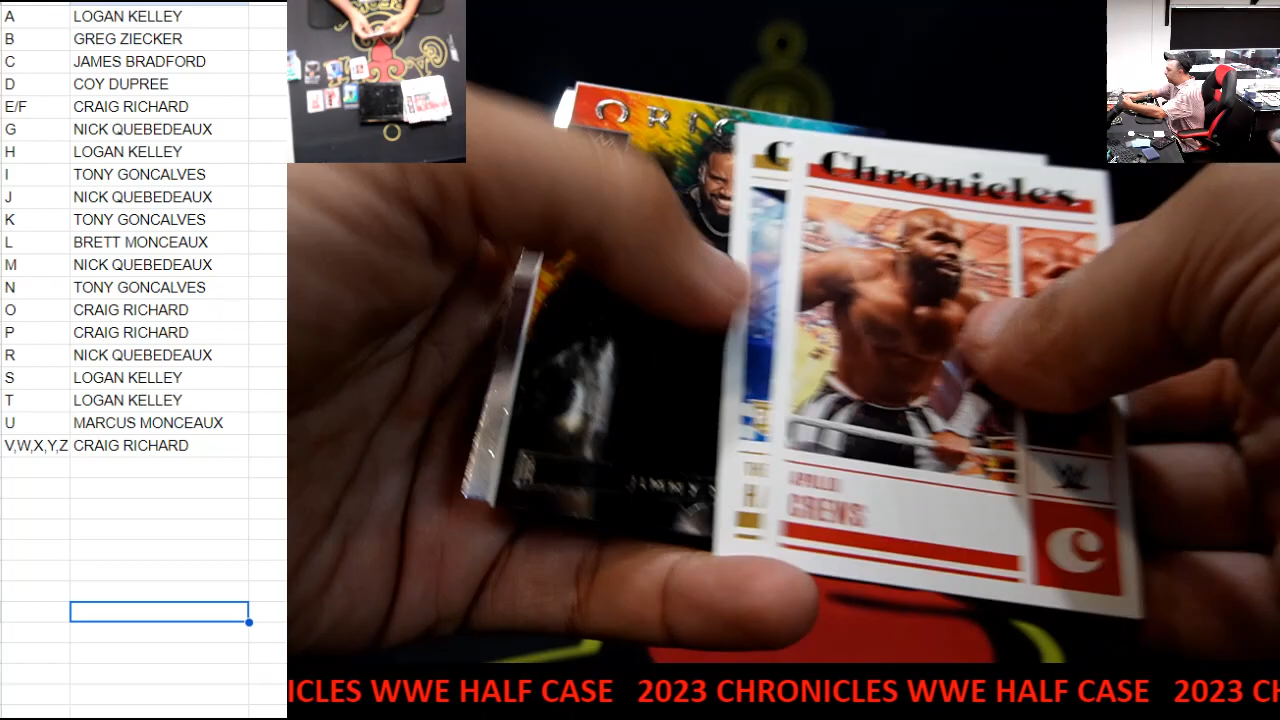 A LOGAN KELLEY
B GREG ZIECKER
C JAMES BRADFORD
D COY DUPREE
E/F CRAIG RICHARD
G NICK QUEBEDEAUX
H LOGAN KELLEY
I TONY GONCALVES
J NICK QUEBEDEAUX
K TONY GONCALVES
L BRETT MONCEAUX
M NICK QUEBEDEAUX
N TONY GONCALVES
O CRAIG RICHARD
P CRAIG RICHARD
R NICK QUEBEDEAUX
S LOGAN KELLEY
T LOGAN KELLEY
U MARCUS MONCEAUX
V,W,X,Y,Z CRAIG RICHARD
ORI
C
Chronicles
JIMMY
APOLLO
CREWS
H
W
C
ICLES WWE HALF CASE 2023 CHRONICLES WWE HALF CASE 2023 CH